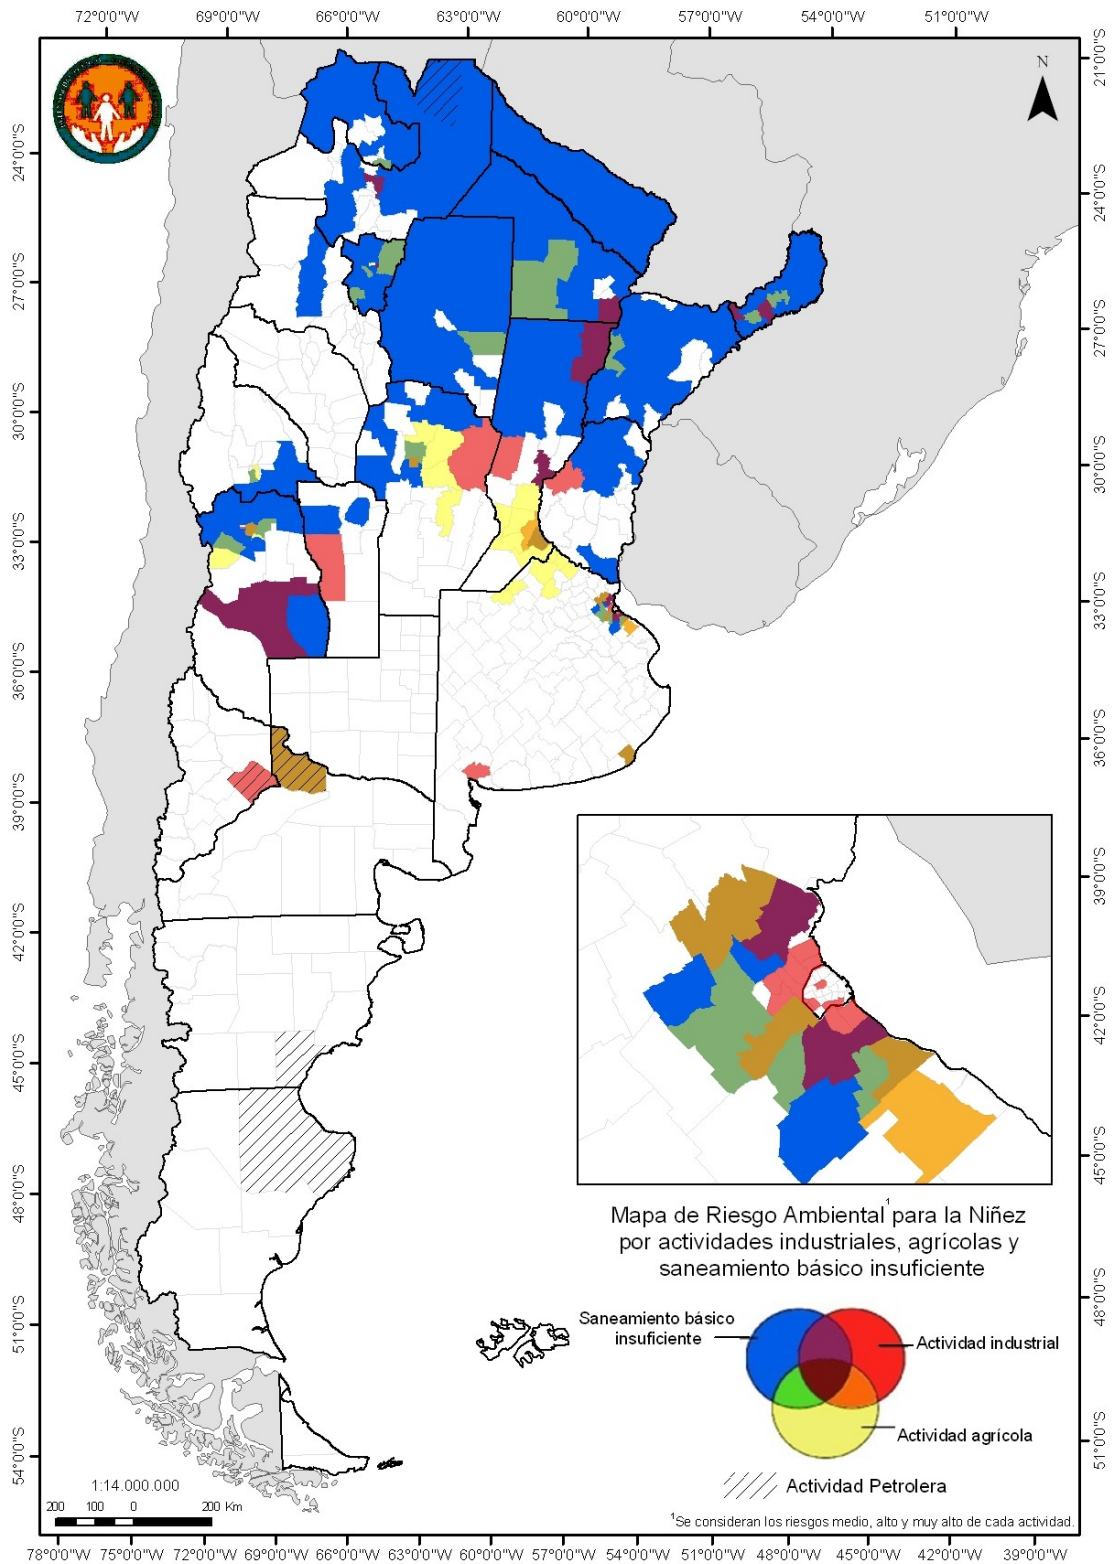 72°0'0"W 69°0'0"W 66°0'0"W 63°0'0"W 60°0'0"W 57°0'0"W 54°0'0"W 51°0'0"W
21°0'0"S
24°0'0"S
27°0'0"S
30°0'0"S
33°0'0"S
36°0'0"S
39°0'0"S
42°0'0"S
45°0'0"S
48°0'0"S
51°0'0"S
54°0'0"S
N
24°0'0"S
27°0'0"S
30°0'0"S
33°0'0"S
36°0'0"S
39°0'0"S
42°0'0"S
45°0'0"S
48°0'0"S
51°0'0"S
Mapa de Riesgo Ambiental¹ para la Niñez
por actividades industriales, agrícolas y
saneamiento básico insuficiente
Saneamiento básico
insuficiente
Actividad industrial
Actividad agrícola
Actividad Petrolera
1:14.000.000
200 100 0 200 Km
¹Se consideran los riesgos medio, alto y muy alto de cada actividad.
78°0'0"W 75°0'0"W 72°0'0"W 69°0'0"W 66°0'0"W 63°0'0"W 60°0'0"W 57°0'0"W 54°0'0"W 51°0'0"W 48°0'0"W 45°0'0"W 42°0'0"W 39°0'0"W